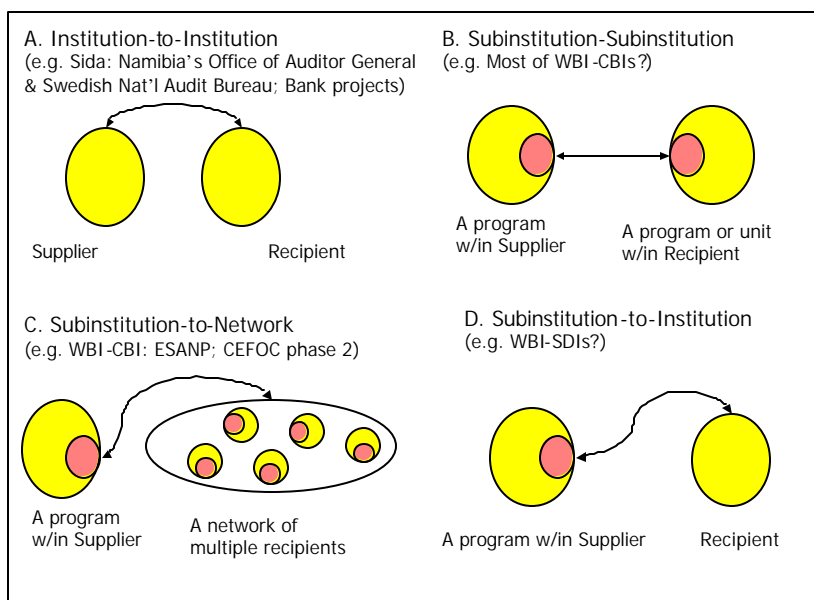 A. Institution-to-Institution
(e.g. Sida: Namibia's Office of Auditor General
& Swedish Nat'l Audit Bureau; Bank projects)
Supplier
Recipient
B. Subinstitution-Subinstitution
(e.g. Most of WBI-CBIs?)
A program
w/in Supplier
A program or unit
w/in Recipient
C. Subinstitution-to-Network
(e.g. WBI-CBI: ESANP; CEFOC phase 2)
A program
w/in Supplier
A network of
multiple recipients
D. Subinstitution-to-Institution
(e.g. WBI-SDIs?)
A program w/in Supplier
Recipient